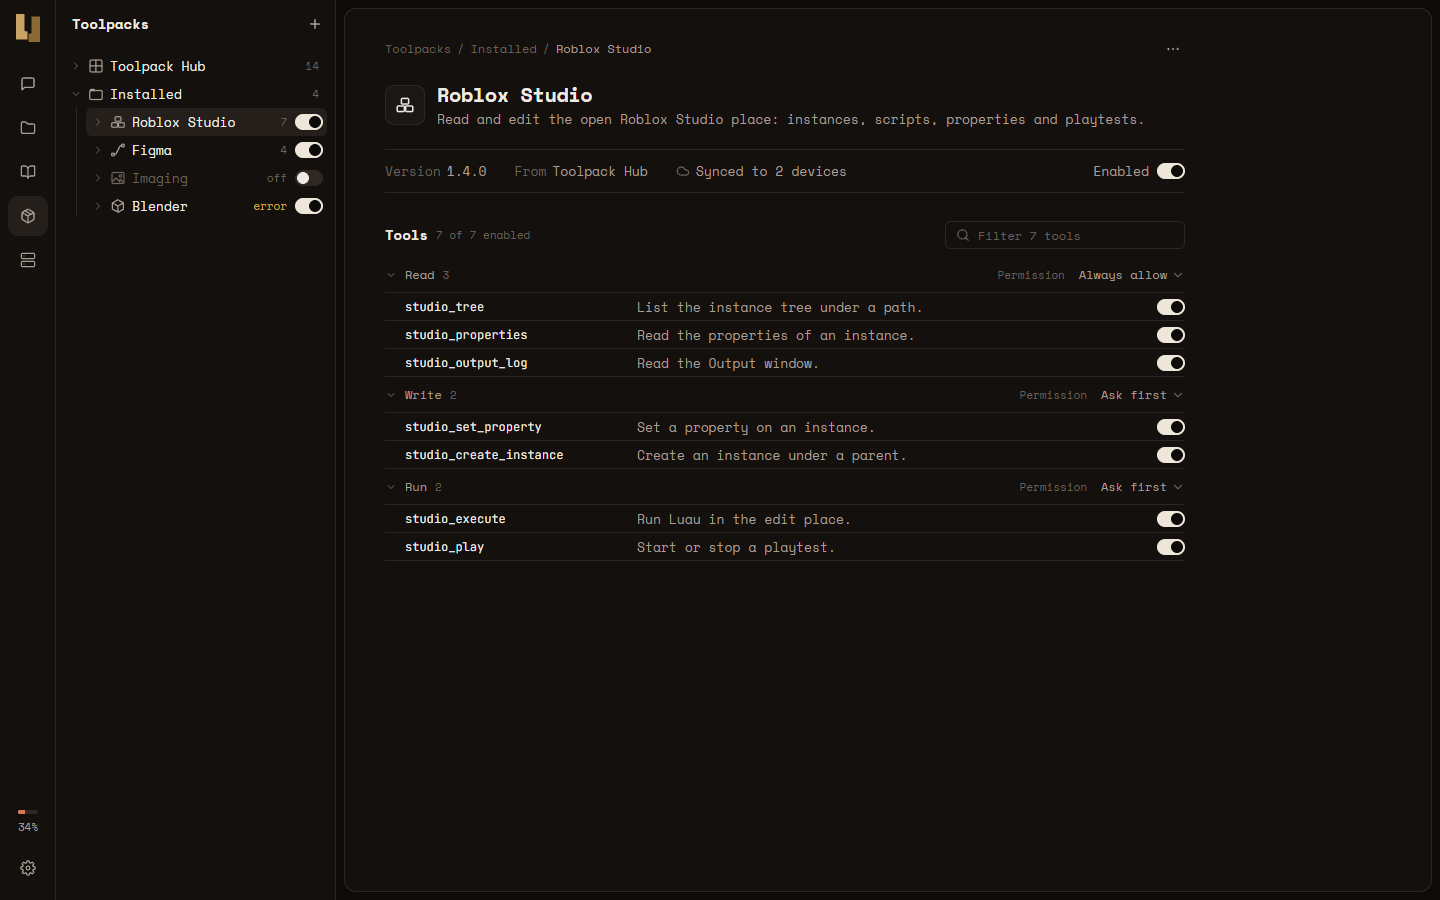 Toolpacks
Toolpack Hub 14
Installed 4
Roblox Studio 7
Figma 4
Imaging off
Blender error
34%
Toolpacks / Installed / Roblox Studio
Roblox Studio
Read and edit the open Roblox Studio place: instances, scripts, properties and playtests.
Version 1.4.0 From Toolpack Hub Synced to 2 devices Enabled
Tools 7 of 7 enabled Filter 7 tools
Read 3 Permission Always allow
studio_tree List the instance tree under a path.
studio_properties Read the properties of an instance.
studio_output_log Read the Output window.
Write 2 Permission Ask first
studio_set_property Set a property on an instance.
studio_create_instance Create an instance under a parent.
Run 2 Permission Ask first
studio_execute Run Luau in the edit place.
studio_play Start or stop a playtest.